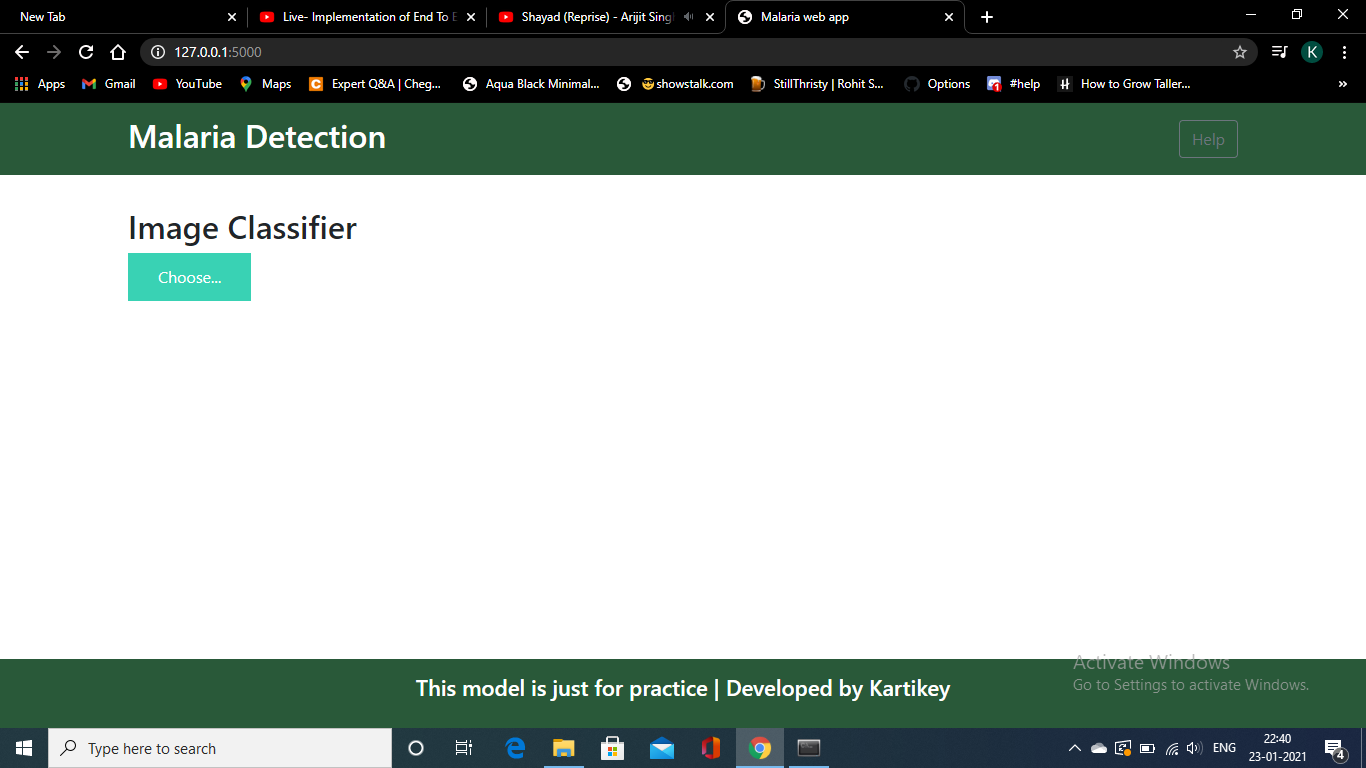 New Tab
Live- Implementation of End To E
Shayad (Reprise) - Arijit Sing
Malaria web app
127.0.0.1:5000
K
Apps
Gmail
YouTube
Maps
C
Expert Q&A | Cheg...
Aqua Black Minimal...
showstalk.com
StillThristy | Rohit S...
Options
1
#help
How to Grow Taller...
»
Malaria Detection
Help
Image Classifier
Choose...
Activate Windows
Go to Settings to activate Windows.
This model is just for practice | Developed by Kartikey
Type here to search
ENG
22:40
23-01-2021
4